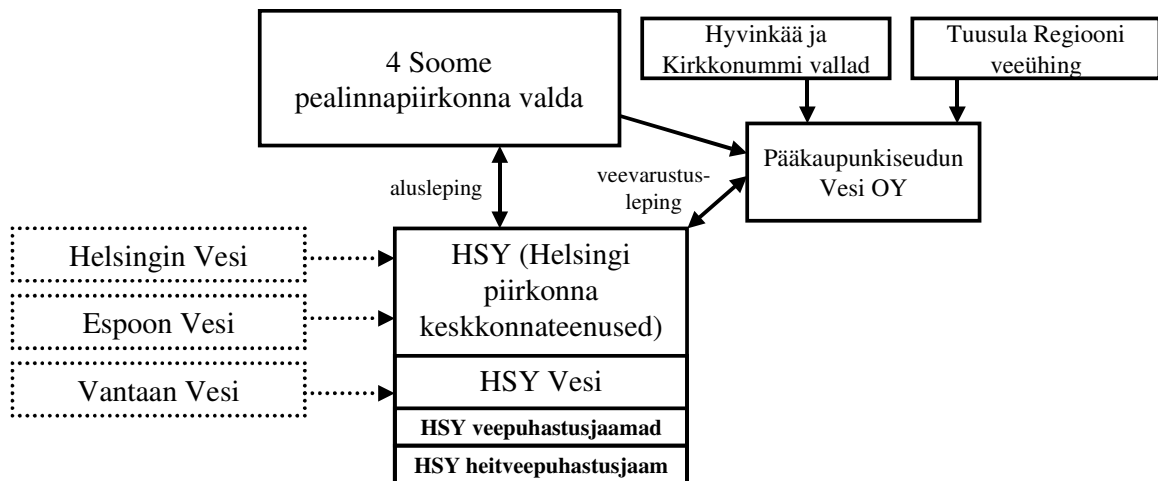 4 Soome
pealinnapiirkonna valda
Hyvinkää ja
Kirkkonummi vallad
Tuusula Regiooni
veeühing
Pääkaupunkiseudun
Vesi OY
alusleping
veevarustus-
leping
Helsingin Vesi
Espoon Vesi
Vantaan Vesi
HSY (Helsingi
piirkonna
keskkonnateenused)
HSY Vesi
HSY veepuhastusjaamad
HSY heitveepuhastusjaam